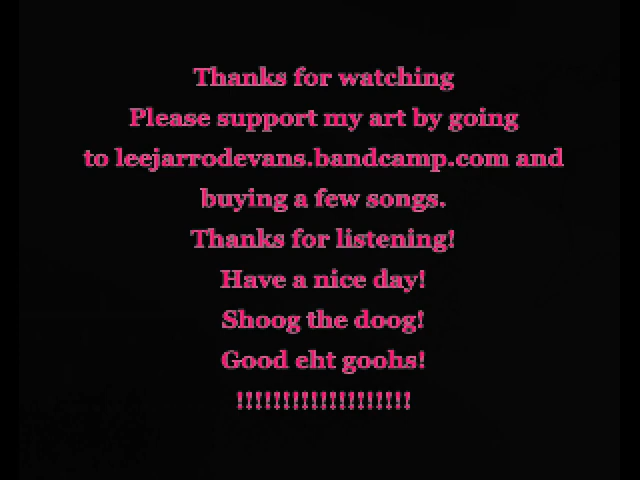 Thanks for watching
Please support my art by going
to leejarrodevans.bandcamp.com and
buying a few songs.
Thanks for listening!
Have a nice day!
Shoog the doog!
Good eht goohs!
!!!!!!!!!!!!!!!!!!!!